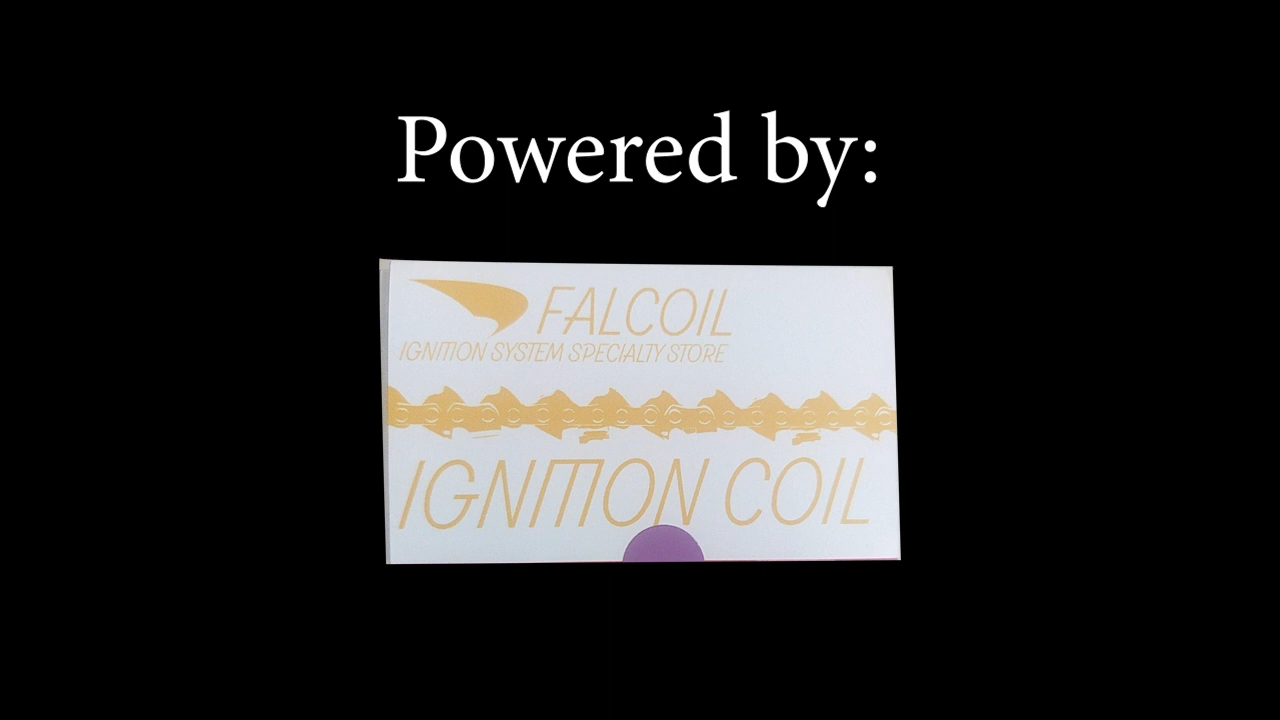 Powered by:
FALCOIL
IGNITION SYSTEM SPECIALTY STORE
IGNITION COIL